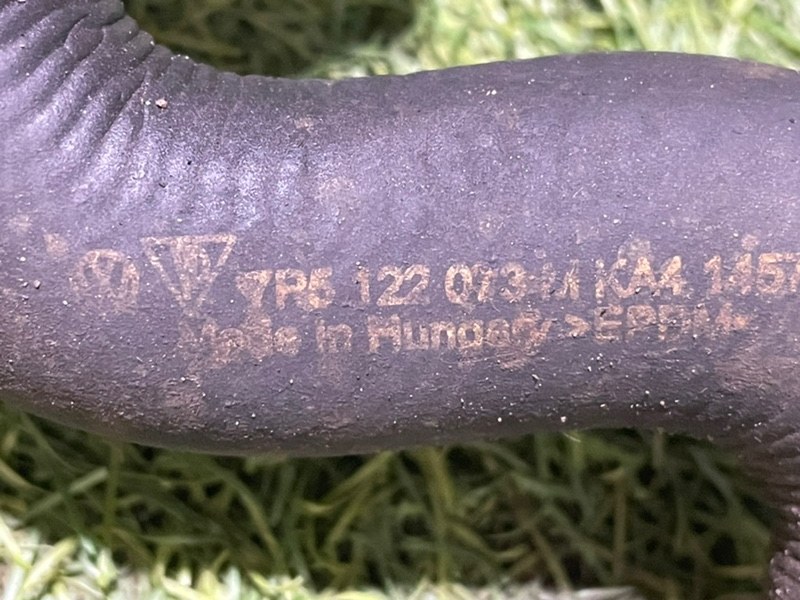 7P5 122 073 M KA4 1457
Made in Hungary >EPDM<